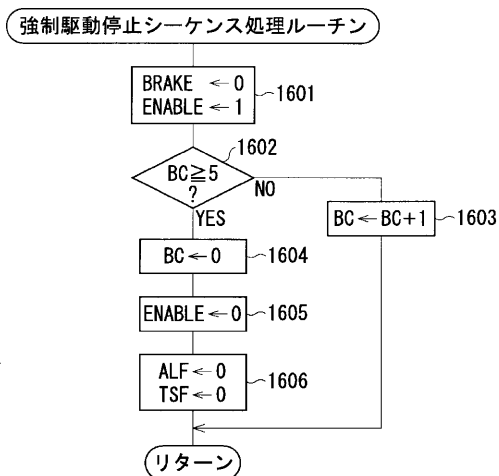 強制駆動停止シーケンス処理ルーチン
BRAKE ←0
ENABLE ←1
1601
1602
BC≧5
?
NO
YES
BC←BC+1
1603
BC←0
1604
ENABLE←0
1605
ALF←0
TSF←0
1606
リターン